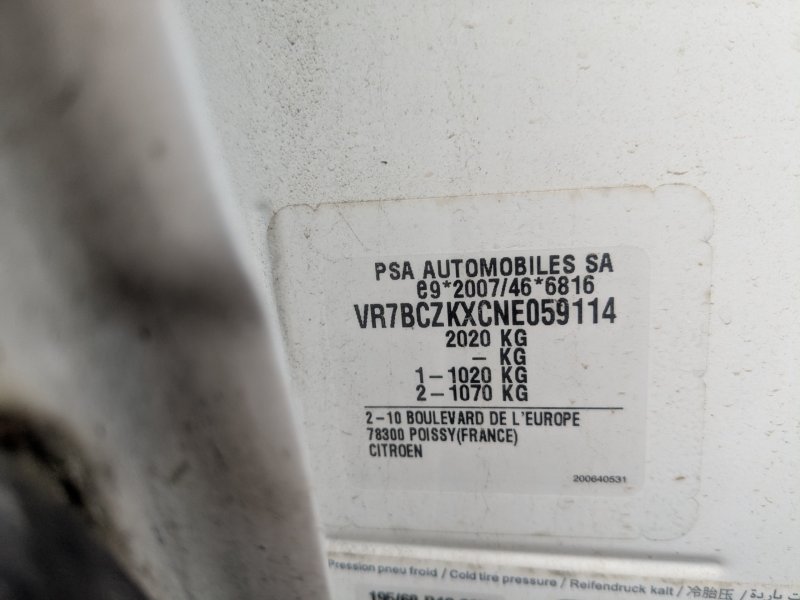 PSA AUTOMOBILES SA
e9*2007/46*6816
VR7BCZKXCNE059114
2020 KG
- KG
1-1020 KG
2-1070 KG
2-10 BOULEVARD DE L'EUROPE
78300 POISSY(FRANCE)
CITROEN
200640531
Pression pneu froid / Cold tire pressure / Reifendruck kalt / 冷胎压 /
195/60